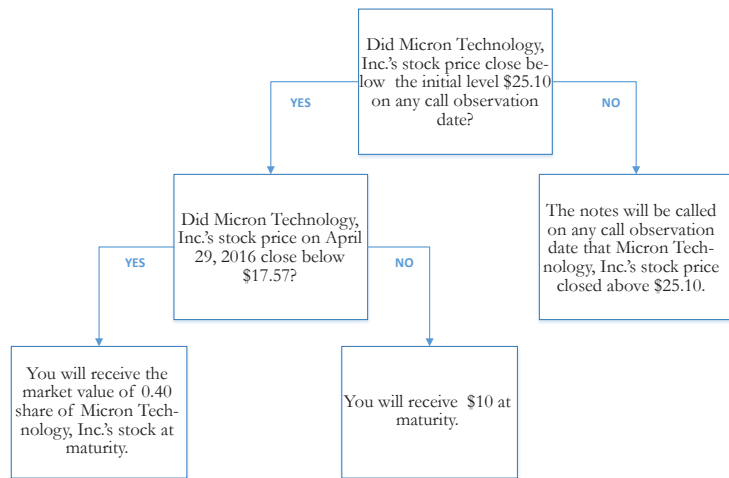 Did Micron Technology,
Inc.'s stock price close be-
low the initial level $25.10
on any call observation
date?
YES
NO
Did Micron Technology,
Inc.'s stock price on April
29, 2016 close below
$17.57?
The notes will be called
on any call observation
date that Micron Tech-
nology, Inc.'s stock price
closed above $25.10.
YES
NO
You will receive the
market value of 0.40
share of Micron Tech-
nology, Inc.'s stock at
maturity.
You will receive $10 at
maturity.